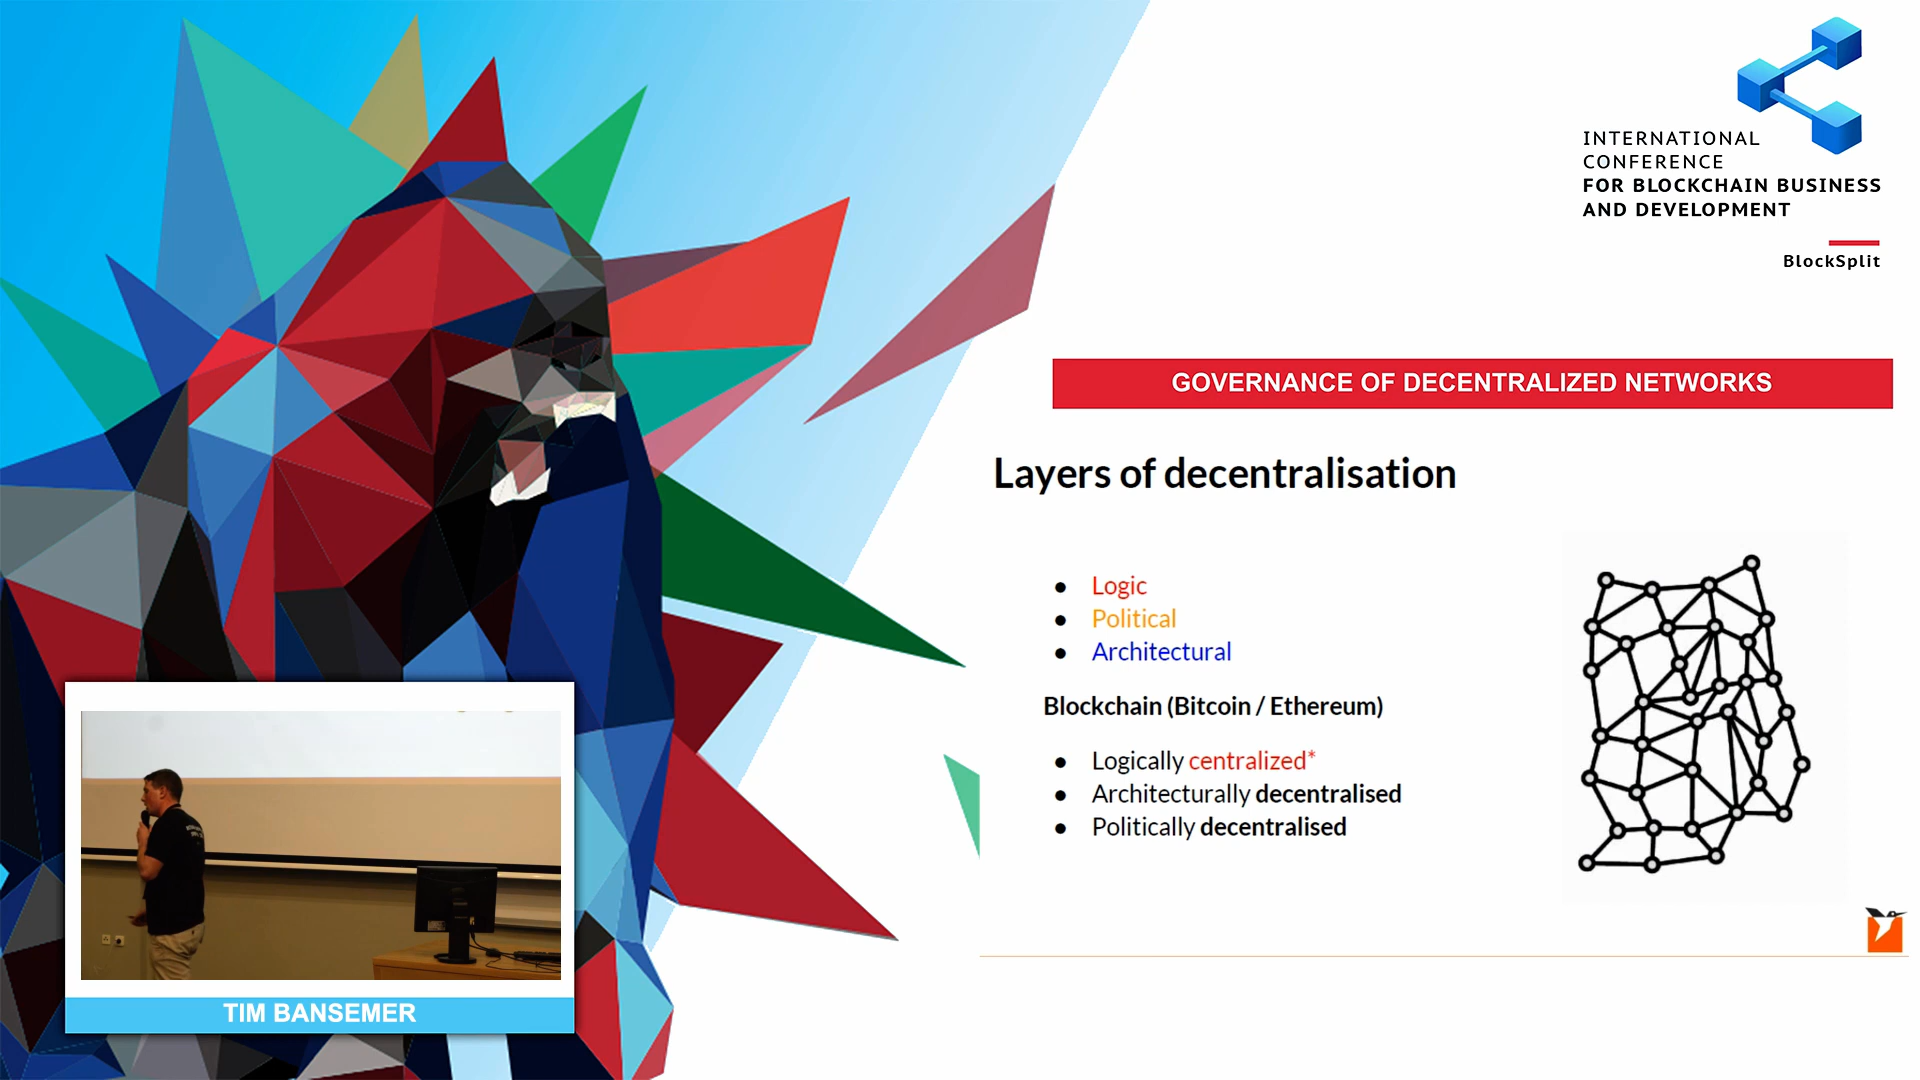 INTERNATIONAL
CONFERENCE
FOR BLOCKCHAIN BUSINESS
AND DEVELOPMENT
BlockSplit
GOVERNANCE OF DECENTRALIZED NETWORKS
Layers of decentralisation
● Logic
● Political
● Architectural
Blockchain (Bitcoin / Ethereum)
● Logically centralized*
● Architecturally decentralised
● Politically decentralised
TIM BANSEMER